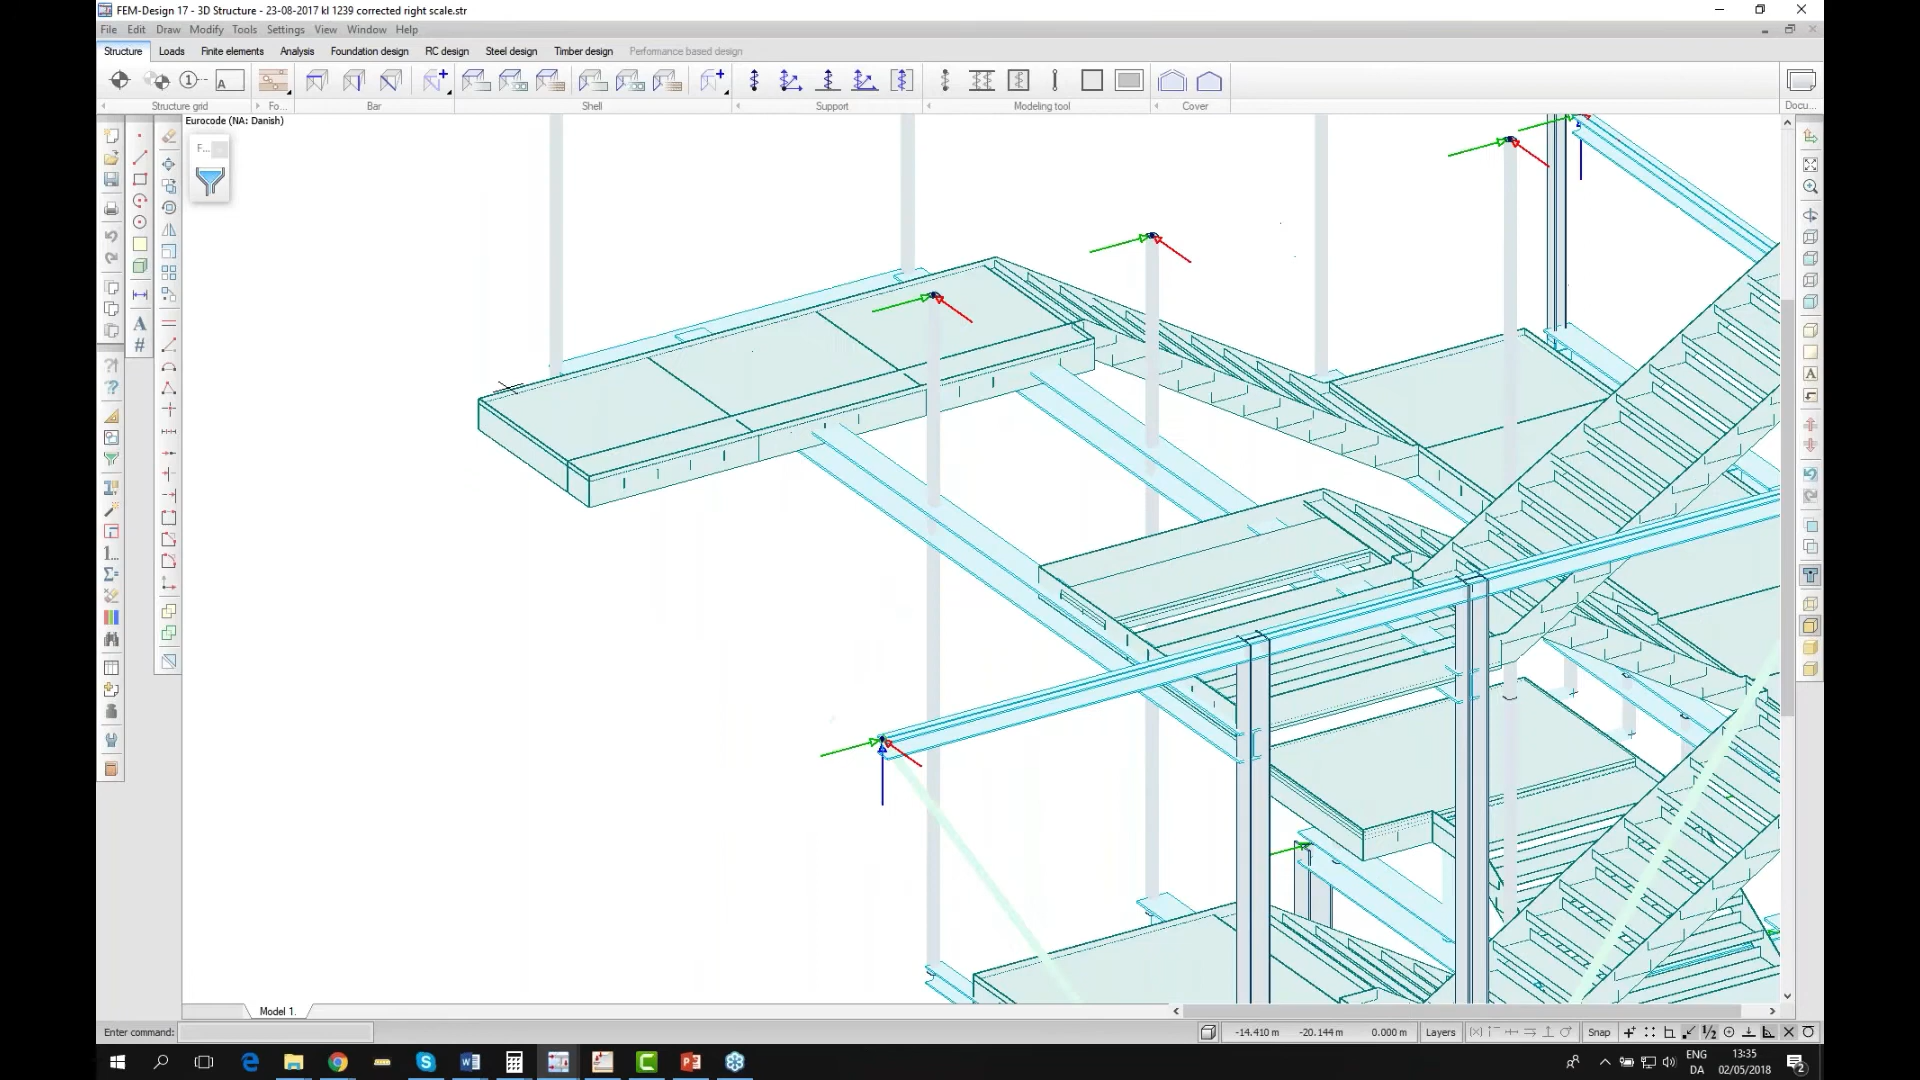 FEM-Design 17 - 3D Structure - 23-08-2017 kl 1239 corrected right scale.str
File Edit Draw Modify Tools Settings View Window Help
Structure Loads Finite elements Analysis Foundation design RC design Steel design Timber design Performance based design
Structure grid Fo... Bar Shell Support Modeling tool Cover Docu...
Eurocode (NA: Danish)
F...
Model 1.
Enter command: -14.410 m -20.144 m 0.000 m Layers Snap
ENG 13:35
DA 02/05/2018 2